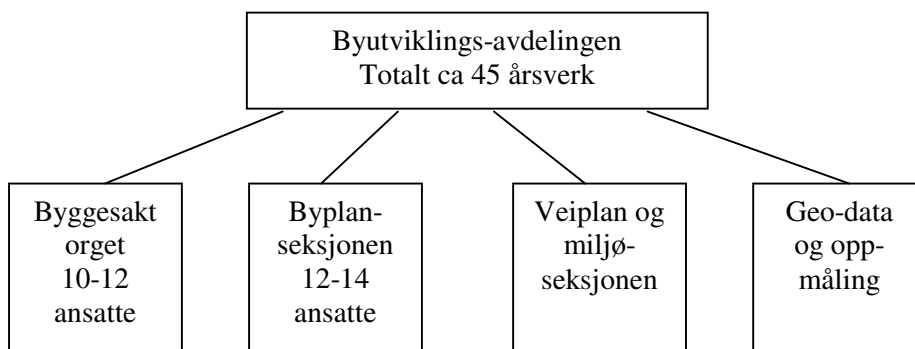 Byutviklings-avdelingen
Totalt ca 45 årsverk
Byggesakt
orget
10-12
ansatte
Byplan-
seksjonen
12-14
ansatte
Veiplan og
miljø-
seksjonen
Geo-data
og opp-
måling